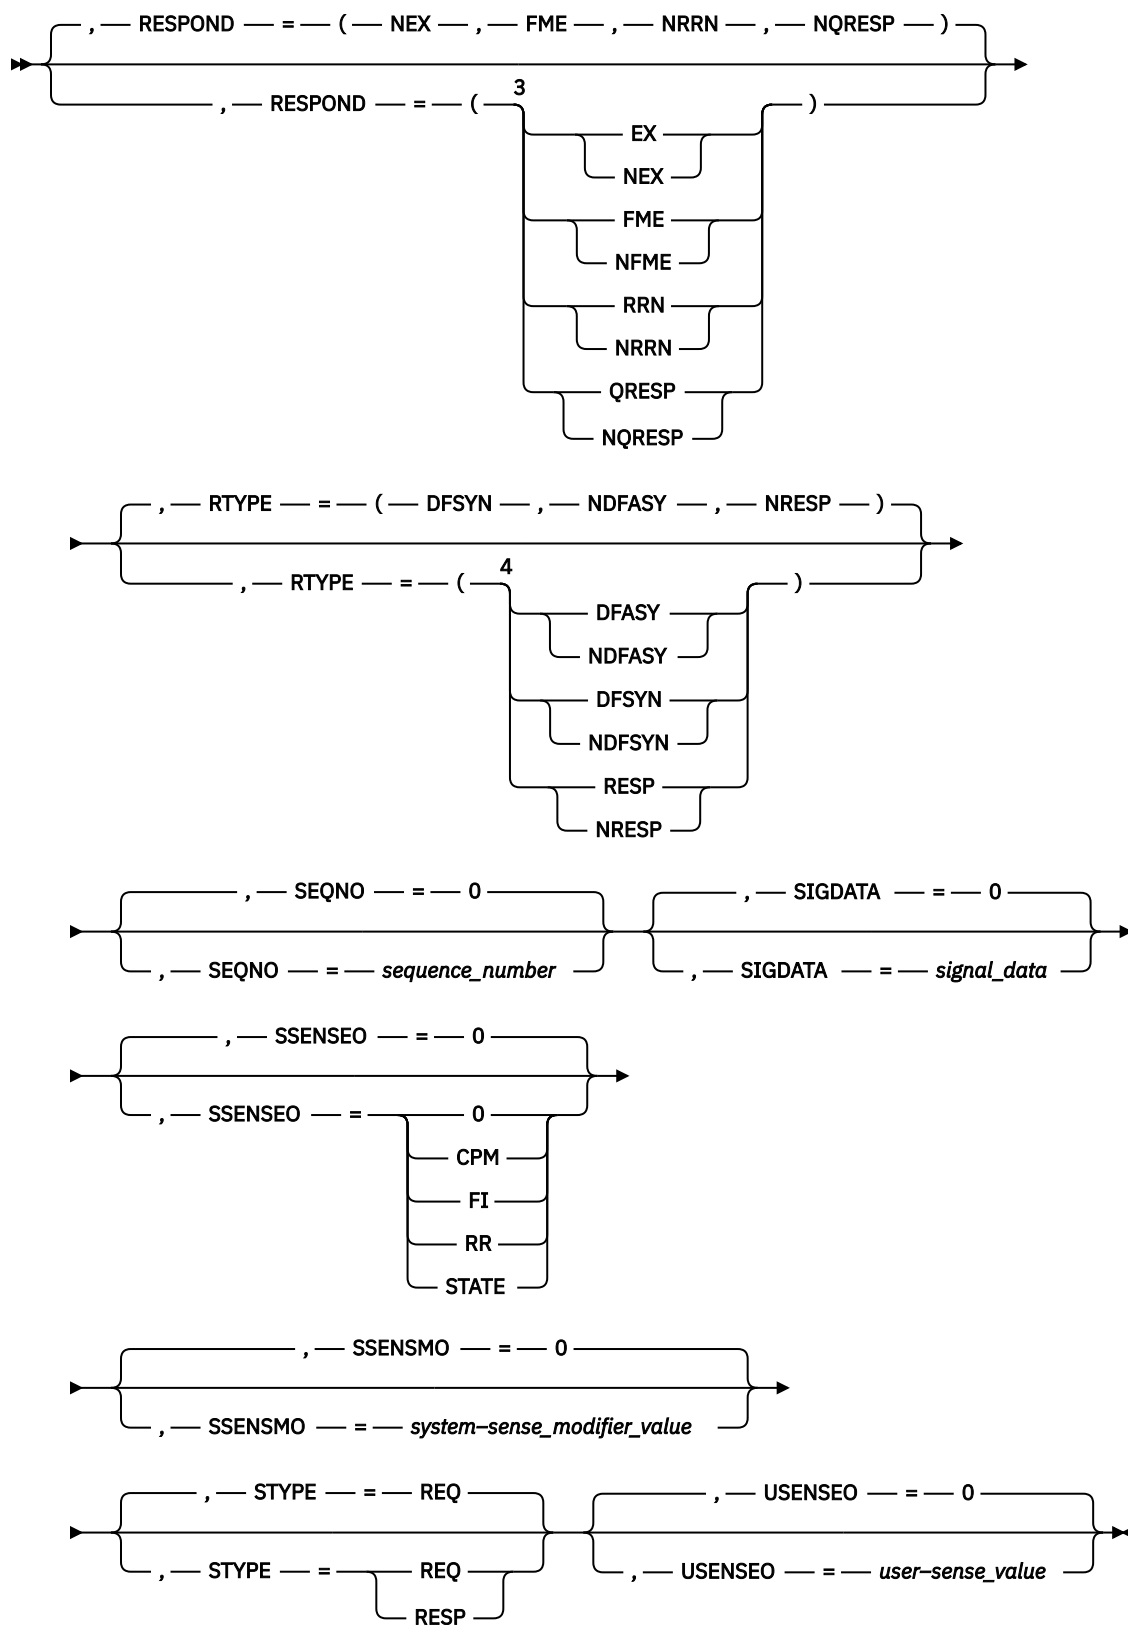 , RESPOND = ( NEX , FME , NRRN , NQRESP )
, RESPOND = ( 3 )
EX
NEX
FME
NFME
RRN
NRRN
QRESP
NQRESP
, RTYPE = ( DFSYN , NDFASY , NRESP )
, RTYPE = ( 4 )
DFASY
NDFASY
DFSYN
NDFSYN
RESP
NRESP
, SEQNO = 0 , SIGDATA = 0
, SEQNO = sequence_number , SIGDATA = signal_data
, SSENSEO = 0
, SSENSEO = 0
CPM
FI
RR
STATE
, SSENSMO = 0
, SSENSMO = system–sense_modifier_value
, STYPE = REQ , USENSEO = 0
, STYPE = REQ , USENSEO = user–sense_value
RESP